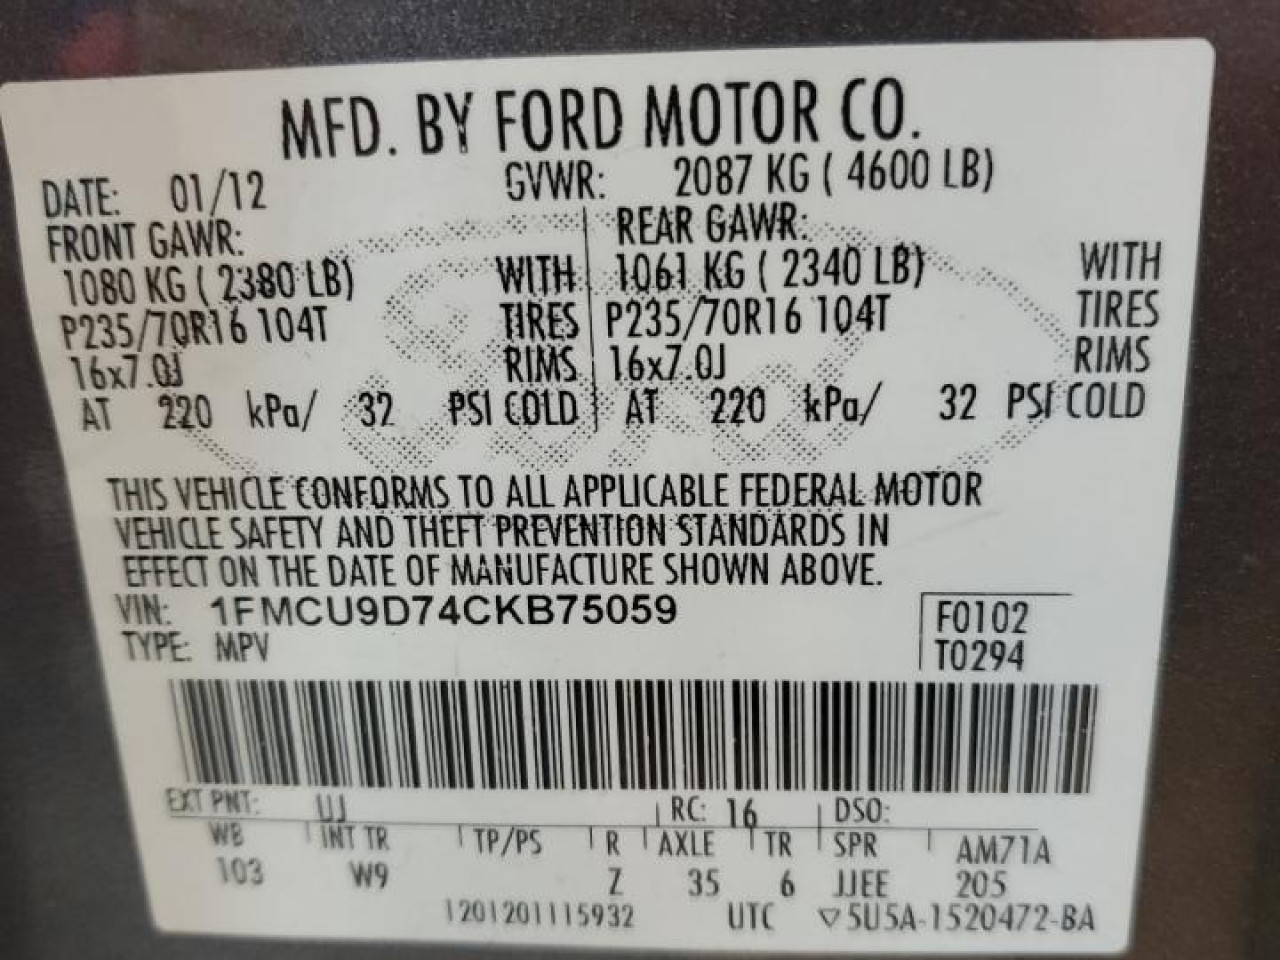 MFD. BY FORD MOTOR CO.
DATE: 01/12 GVWR: 2087 KG ( 4600 LB)
FRONT GAWR: REAR GAWR:
1080 KG ( 2380 LB) WITH 1061 KG ( 2340 LB) WITH
P235/70R16 104T TIRES P235/70R16 104T TIRES
16x7.0J RIMS 16x7.0J RIMS
AT 220 kPa/ 32 PSI COLD AT 220 kPa/ 32 PSI COLD
THIS VEHICLE CONFORMS TO ALL APPLICABLE FEDERAL MOTOR
VEHICLE SAFETY AND THEFT PREVENTION STANDARDS IN
EFFECT ON THE DATE OF MANUFACTURE SHOWN ABOVE.
VIN: 1FMCU9D74CKB75059 F0102
TYPE: MPV T0294
EXT PNT: UJ RC: 16 DSO:
WB INT TR TP/PS R AXLE TR SPR AM71A
103 W9 Z 35 6 JJEE 205
1201201115932 UTC ▽5U5A-1520472-BA